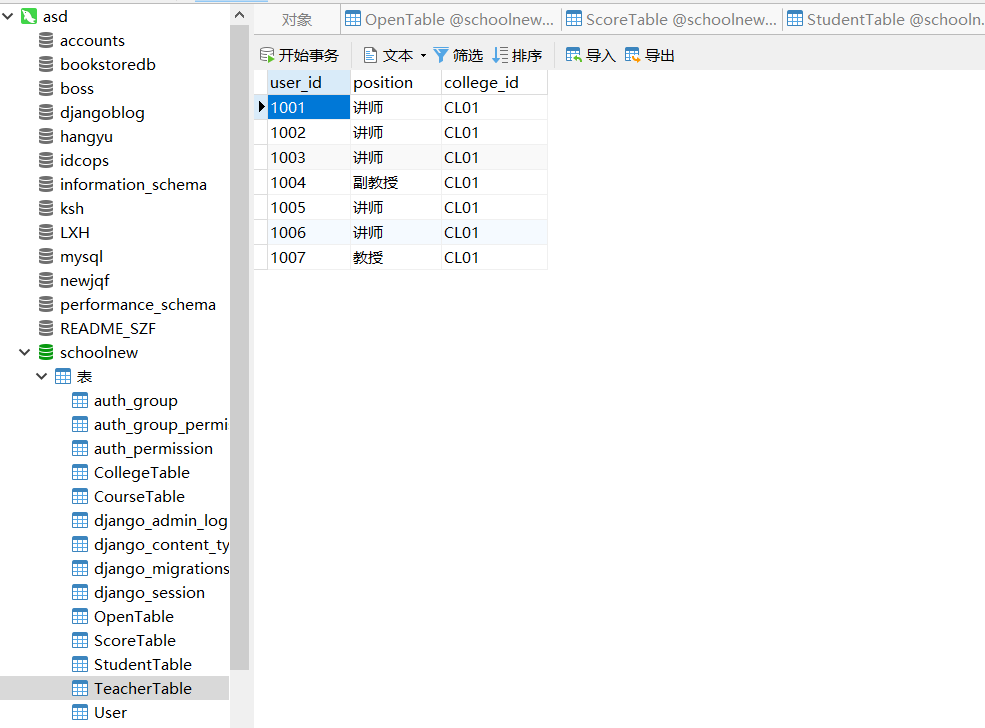 asd
accounts
bookstoredb
boss
djangoblog
hangyu
idcops
information_schema
ksh
LXH
mysql
newjqf
performance_schema
README_SZF
schoolnew
表
auth_group
auth_group_permi
auth_permission
CollegeTable
CourseTable
django_admin_log
django_content_ty
django_migrations
django_session
OpenTable
ScoreTable
StudentTable
TeacherTable
User
对象 OpenTable @schoolnew... ScoreTable @schoolnew... StudentTable @schooln.
开始事务 文本 筛选 排序 导入 导出
user_id position college_id
1001 讲师 CL01
1002 讲师 CL01
1003 讲师 CL01
1004 副教授 CL01
1005 讲师 CL01
1006 讲师 CL01
1007 教授 CL01